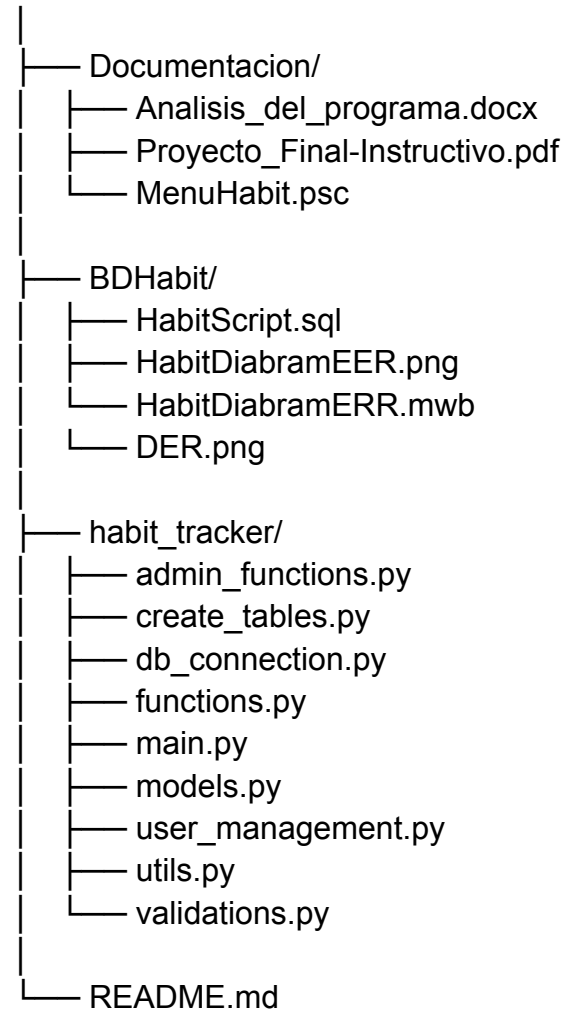 │
├── Documentacion/
│   ├── Analisis_del_programa.docx
│   ├── Proyecto_Final-Instructivo.pdf
│   └── MenuHabit.psc
│
├── BDHabit/
│   ├── HabitScript.sql
│   ├── HabitDiabramEER.png
│   └── HabitDiabramERR.mwb
│   └── DER.png
│
├── habit_tracker/
│   ├── admin_functions.py
│   ├── create_tables.py
│   ├── db_connection.py
│   ├── functions.py
│   ├── main.py
│   ├── models.py
│   ├── user_management.py
│   ├── utils.py
│   └── validations.py
│
└── README.md